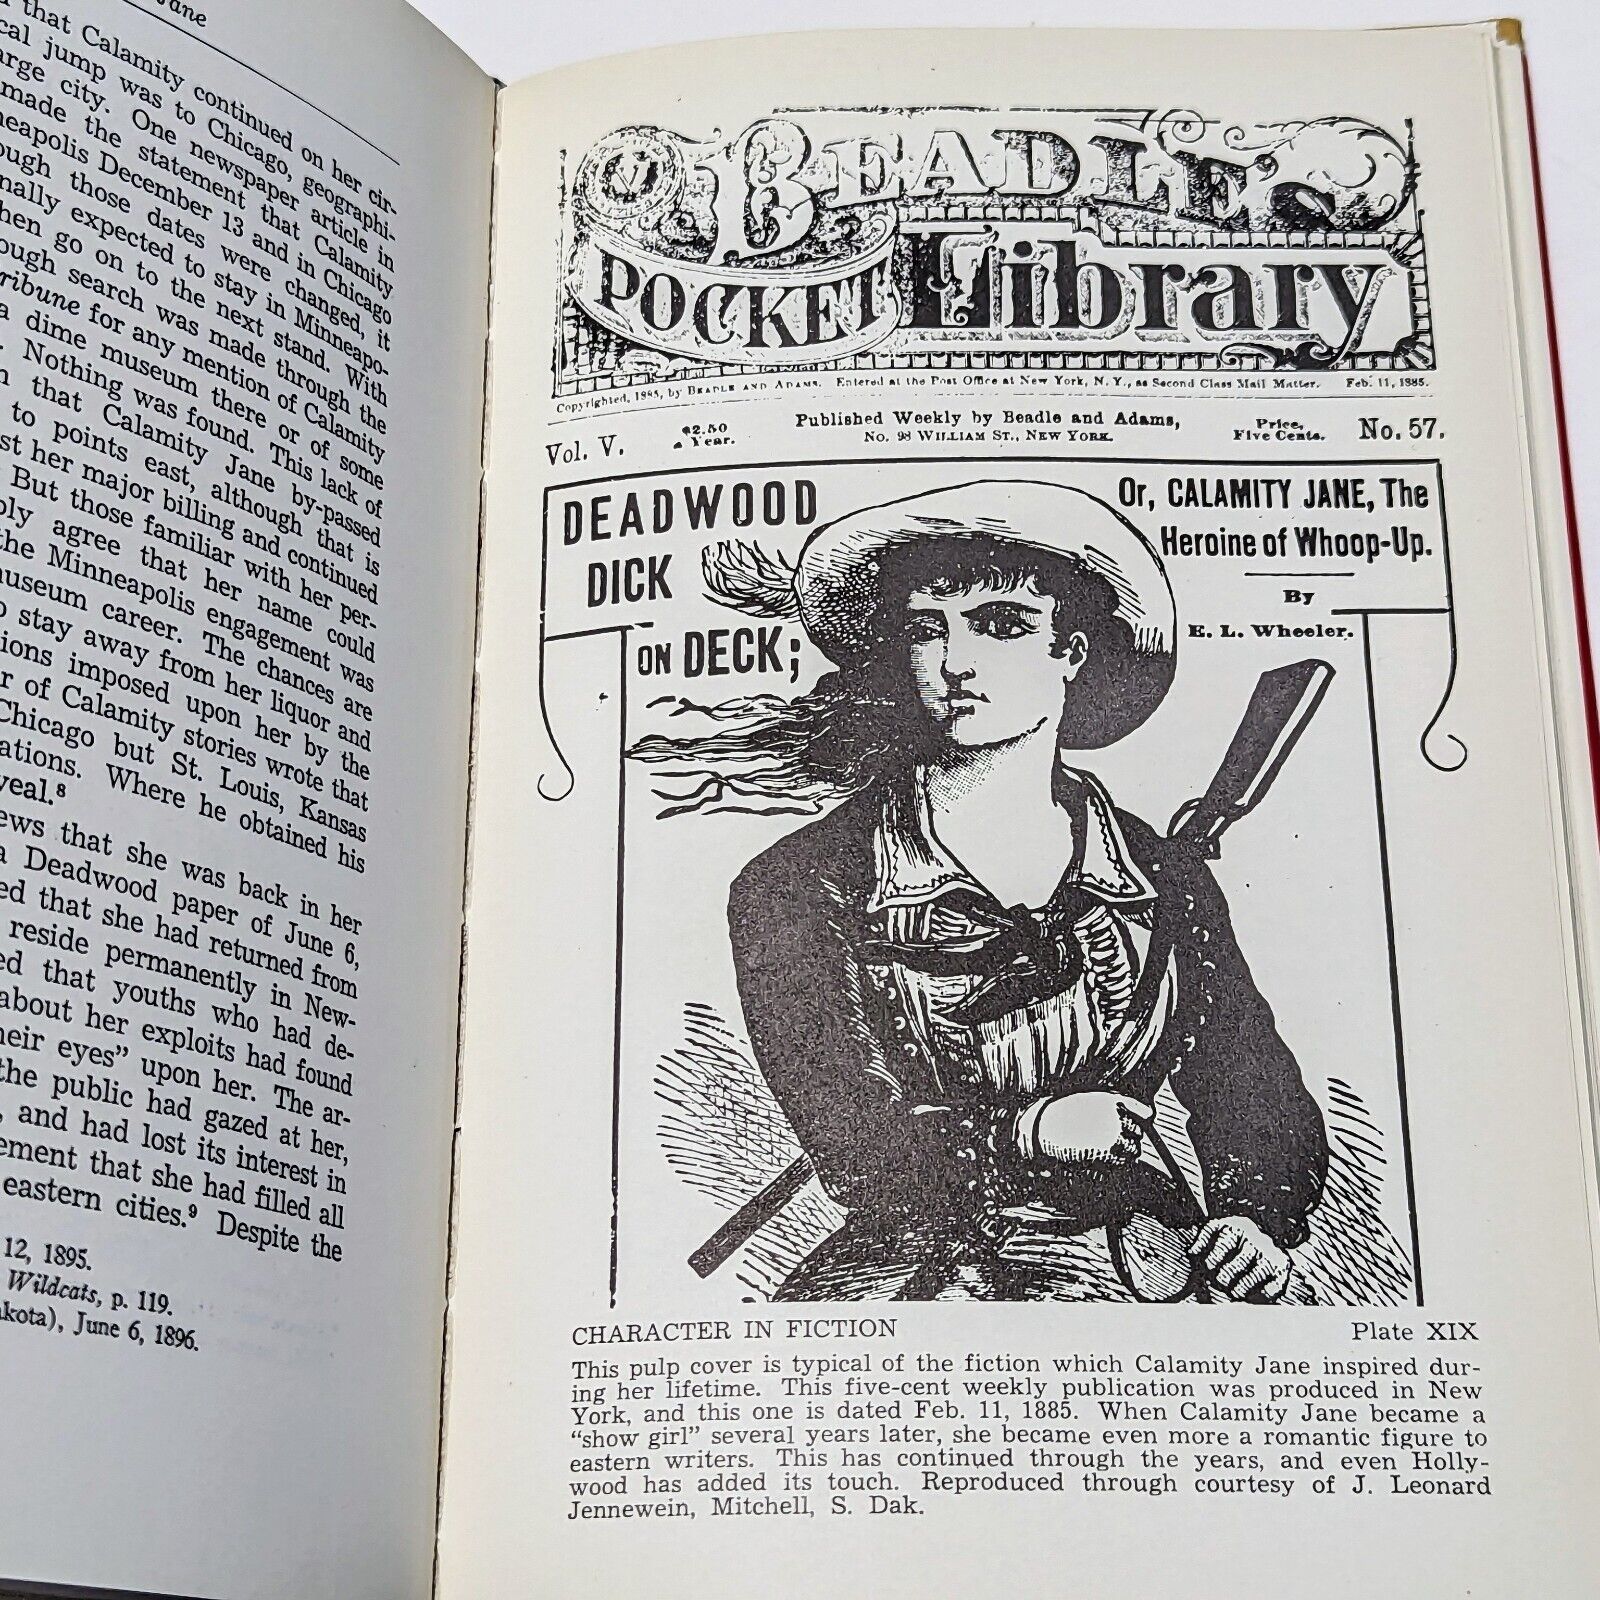 Jane
that Calamity continued on her cir-
cal jump was to Chicago, geographi-
arge city. One newspaper article in
made the statement that Calamity
neapolis December 13 and in Chicago
ough those dates were changed, it
nally expected to stay in Minneapo-
hen go on to the next stand. With
ough search was made through the
ribune for any mention of Calamity
a dime museum there or of some
. Nothing was found. This lack of
that Calamity Jane by-passed
to points east, although that is
st her major billing and continued
But those familiar with her per-
bly agree that her name could
the Minneapolis engagement was
museum career. The chances are
o stay away from her liquor and
tions imposed upon her by the
r of Calamity stories wrote that
Chicago but St. Louis, Kansas
ations. Where he obtained his
veal.⁸
ews that she was back in her
a Deadwood paper of June 6,
ed that she had returned from
reside permanently in New-
ed that youths who had de-
about her exploits had found
heir eyes” upon her. The ar-
the public had gazed at her,
, and had lost its interest in
ement that she had filled all
eastern cities.⁹ Despite the
12, 1895.
Wildcats, p. 119.
akota), June 6, 1896.
BEADLE'S
POCKET Library
Copyrighted, 1885, by BEADLE AND ADAMS. Entered at the Post Office at New York, N. Y., as Second Class Mail Matter. Feb. 11, 1885.
Vol. V. $2.50 a Year. Published Weekly by Beadle and Adams, No. 98 WILLIAM ST., NEW YORK. Price, Five Cents. No. 57.
DEADWOOD
DICK
ON DECK;
Or, CALAMITY JANE, The
Heroine of Whoop-Up.
By
E. L. Wheeler.
CHARACTER IN FICTION Plate XIX
This pulp cover is typical of the fiction which Calamity Jane inspired dur-
ing her lifetime. This five-cent weekly publication was produced in New
York, and this one is dated Feb. 11, 1885. When Calamity Jane became a
“show girl” several years later, she became even more a romantic figure to
eastern writers. This has continued through the years, and even Holly-
wood has added its touch. Reproduced through courtesy of J. Leonard
Jennewein, Mitchell, S. Dak.